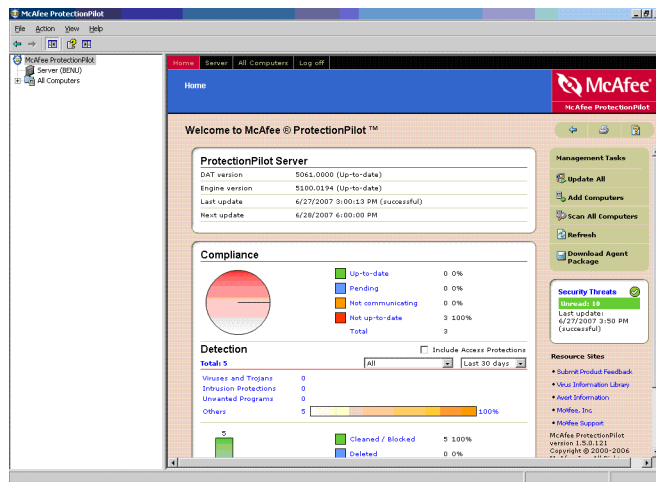 McAfee ProtectionPilot
File Action View Help
McAfee ProtectionPilot
Server (BENU)
All Computers
Home Server All Computers Log off
Home
McAfee
McAfee ProtectionPilot
Welcome to McAfee ® ProtectionPilot ™
ProtectionPilot Server
DAT version 5061.0000 (Up-to-date)
Engine version 5100.0194 (Up-to-date)
Last update 6/27/2007 3:00:13 PM (successful)
Next update 6/28/2007 6:00:00 PM
Compliance
Up-to-date 0 0%
Pending 0 0%
Not communicating 0 0%
Not up-to-date 3 100%
Total 3
Detection
Include Access Protections
Total: 5
All
Last 30 days
Viruses and Trojans 0
Intrusion Protections 0
Unwanted Programs 0
Others 5 100%
5
Cleaned / Blocked 5 100%
Deleted 0 0%
Management Tasks
Update All
Add Computers
Scan All Computers
Refresh
Download Agent
Package
Security Threats
Unread: 10
Last update:
6/27/2007 3:50 PM
(successful)
Resource Sites
Submit Product Feedback
Virus Information Library
Avert Information
McAfee, Inc
McAfee Support
McAfee ProtectionPilot
version 1.5.0.121
Copyright © 2000-2006